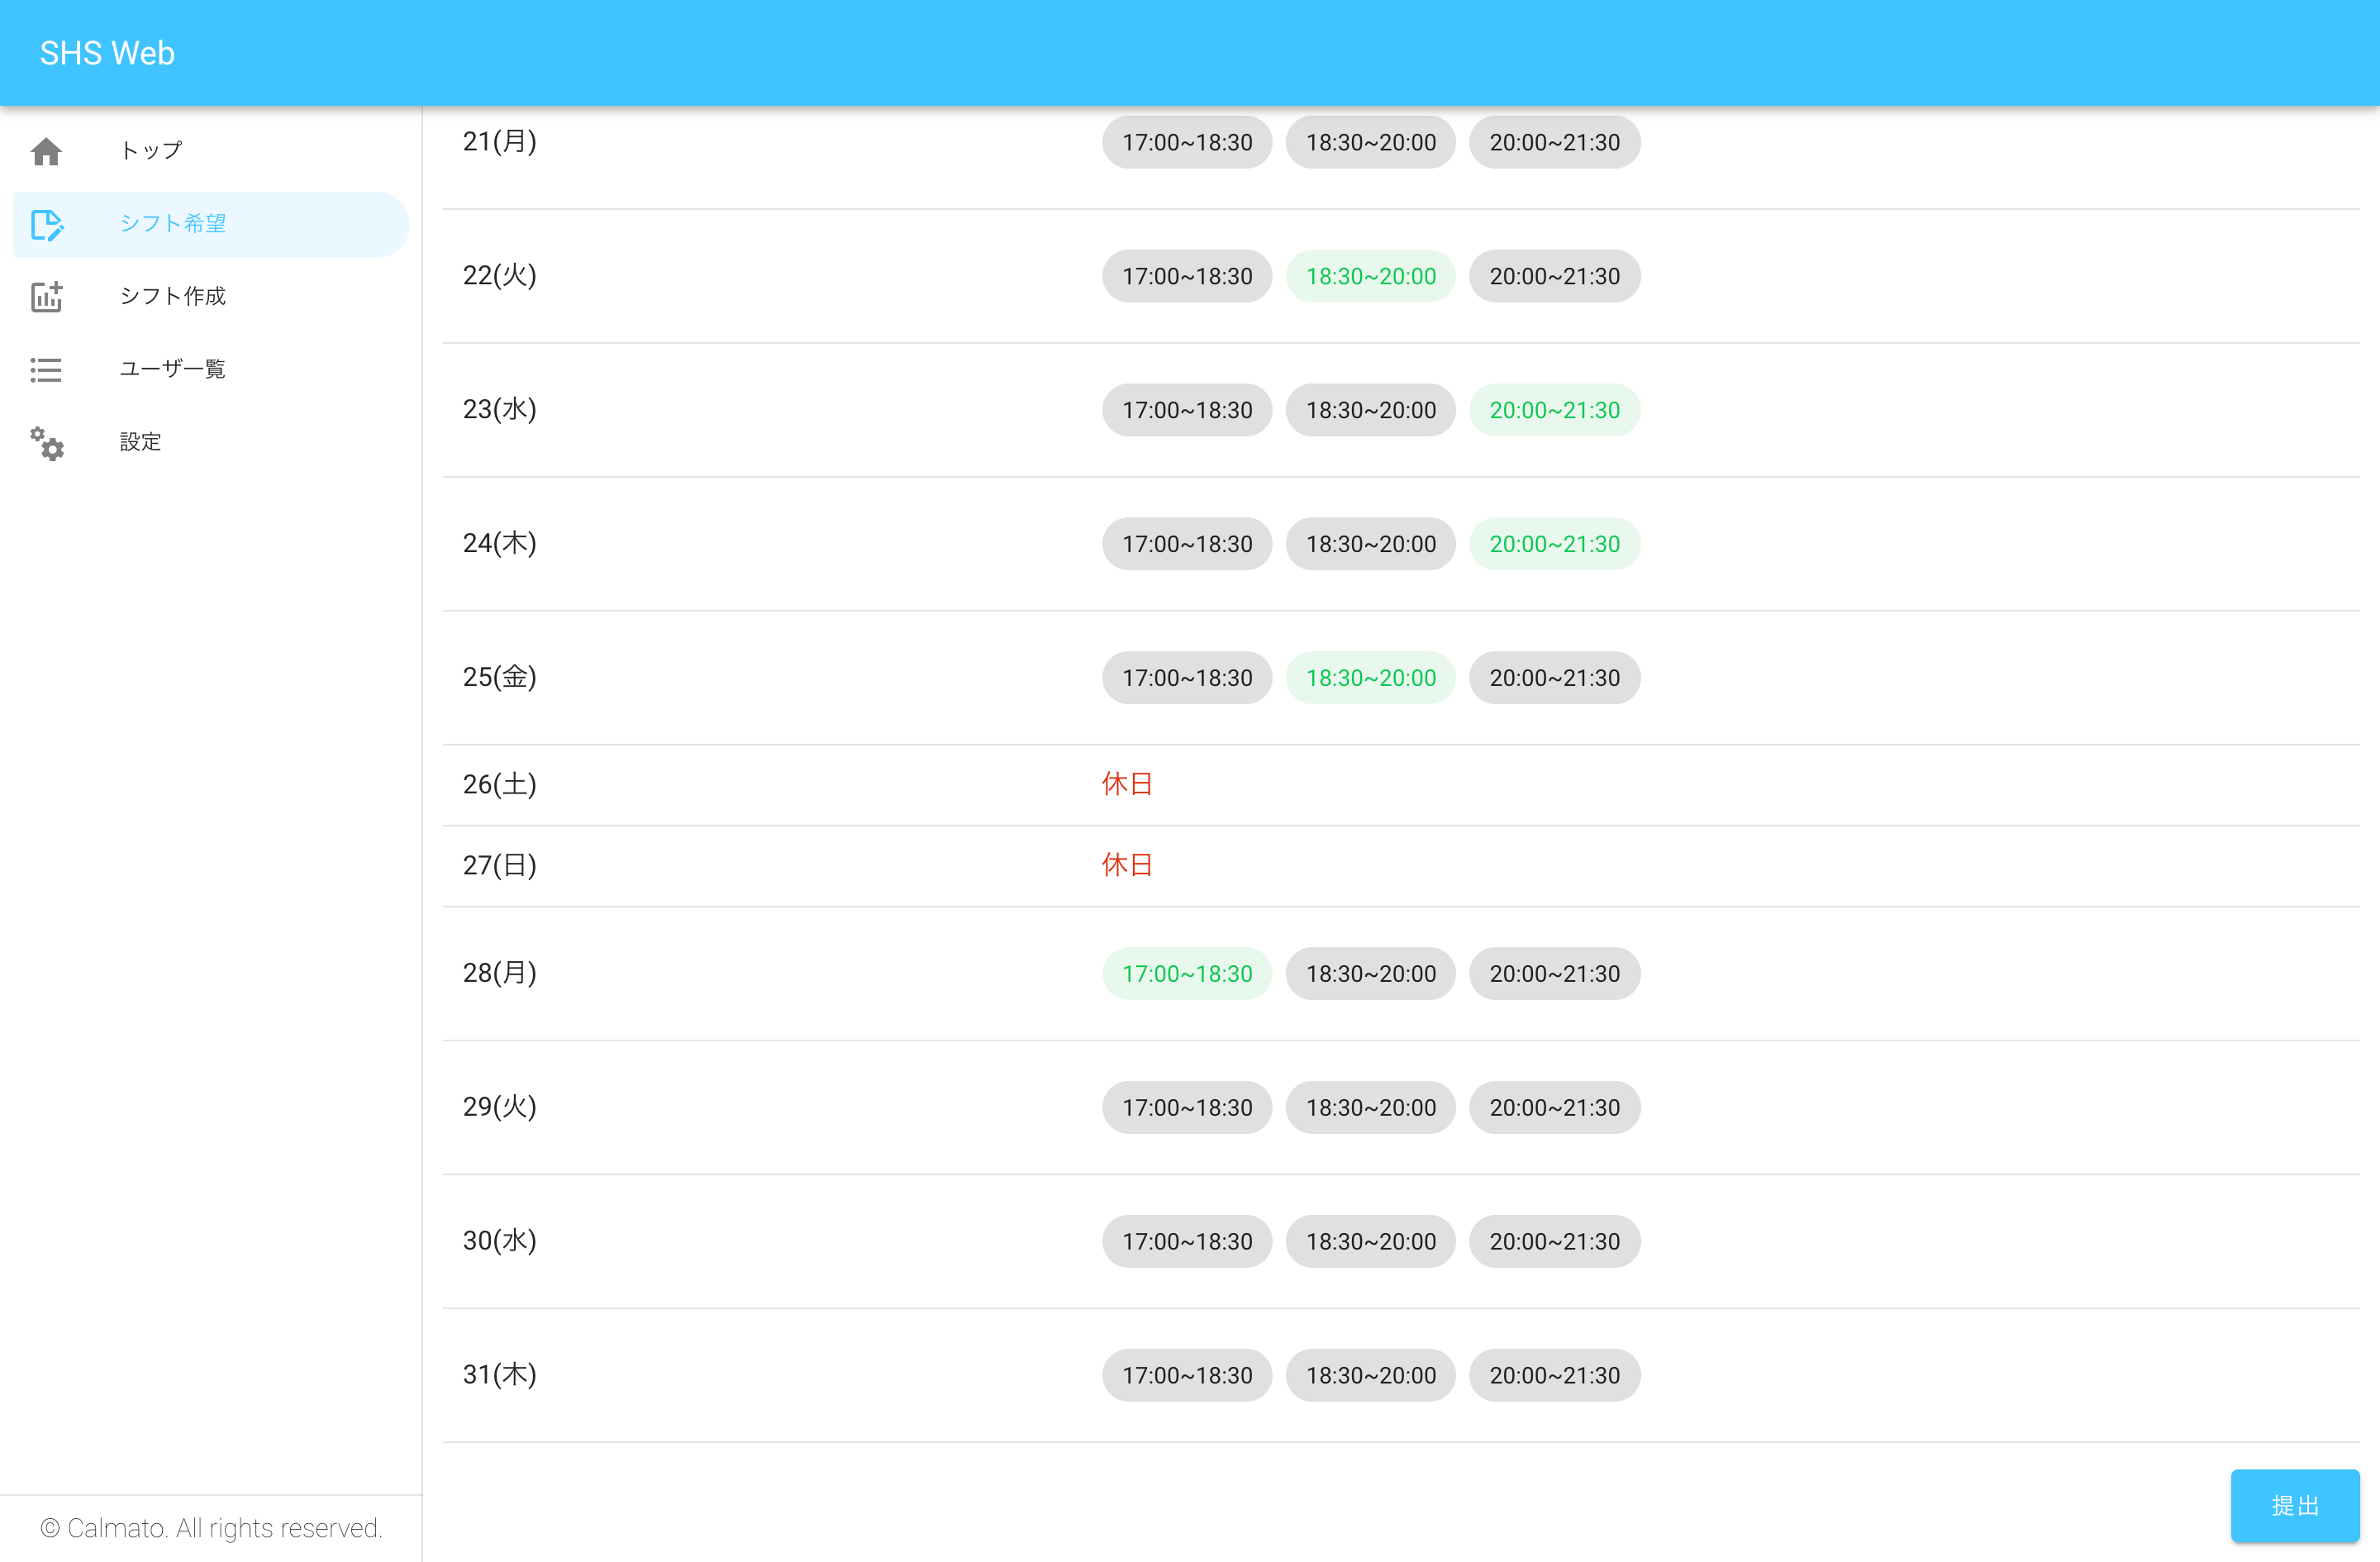 SHS Web
トップ
シフト希望
シフト作成
ユーザ一覧
設定
© Calmato. All rights reserved.
21(月) 17:00~18:30 18:30~20:00 20:00~21:30
22(火) 17:00~18:30 18:30~20:00 20:00~21:30
23(水) 17:00~18:30 18:30~20:00 20:00~21:30
24(木) 17:00~18:30 18:30~20:00 20:00~21:30
25(金) 17:00~18:30 18:30~20:00 20:00~21:30
26(土) 休日
27(日) 休日
28(月) 17:00~18:30 18:30~20:00 20:00~21:30
29(火) 17:00~18:30 18:30~20:00 20:00~21:30
30(水) 17:00~18:30 18:30~20:00 20:00~21:30
31(木) 17:00~18:30 18:30~20:00 20:00~21:30
提出